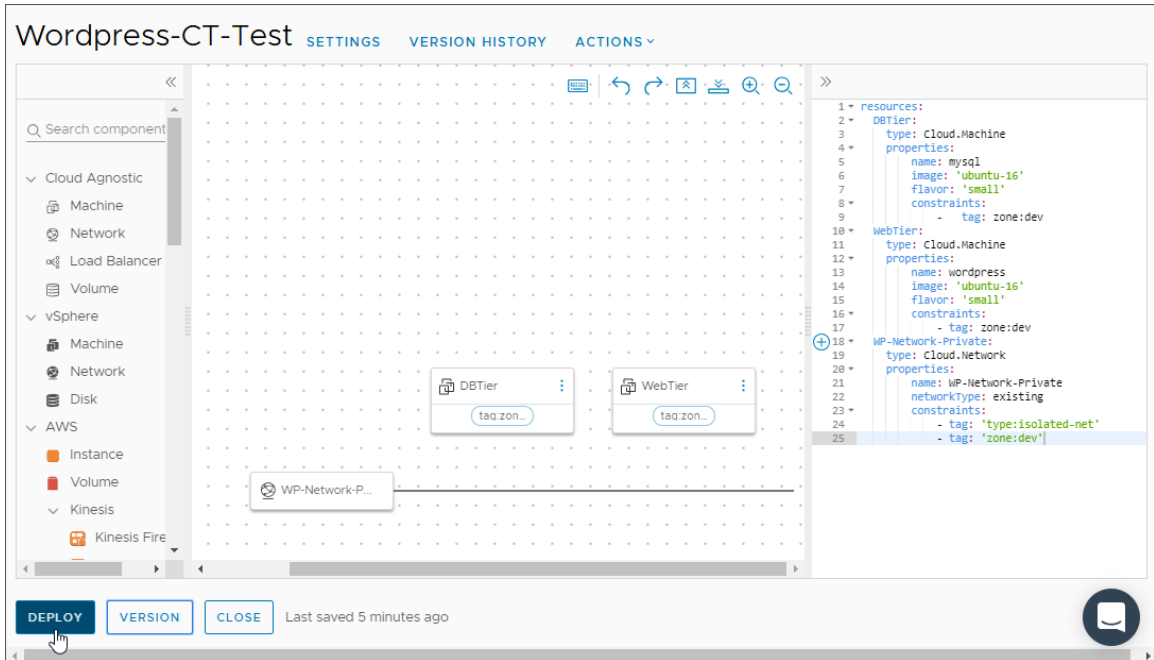 Wordpress-CT-Test SETTINGS VERSION HISTORY ACTIONS
Search component
Cloud Agnostic
Machine
Network
Load Balancer
Volume
vSphere
Machine
Network
Disk
AWS
Instance
Volume
Kinesis
Kinesis Fire
DBTier
tag:zon...
WebTier
tag:zon...
WP-Network-P...
1 resources:
2 DBTier:
3 type: Cloud.Machine
4 properties:
5 name: mysql
6 image: 'ubuntu-16'
7 flavor: 'small'
8 constraints:
9 - tag: zone:dev
10 WebTier:
11 type: Cloud.Machine
12 properties:
13 name: wordpress
14 image: 'ubuntu-16'
15 flavor: 'small'
16 constraints:
17 - tag: zone:dev
18 WP-Network-Private:
19 type: Cloud.Network
20 properties:
21 name: WP-Network-Private
22 networkType: existing
23 constraints:
24 - tag: 'type:isolated-net'
25 - tag: 'zone:dev'
DEPLOY VERSION CLOSE Last saved 5 minutes ago